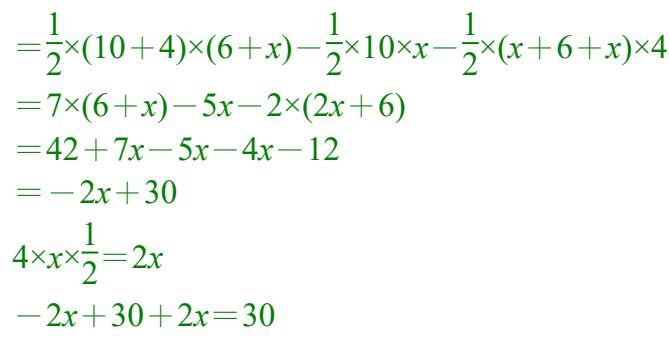 =1/2×(10+4)×(6+x)−1/2×10×x−1/2×(x+6+x)×4
=7×(6+x)−5x−2×(2x+6)
=42+7x−5x−4x−12
=−2x+30
4×x×1/2=2x
−2x+30+2x=30